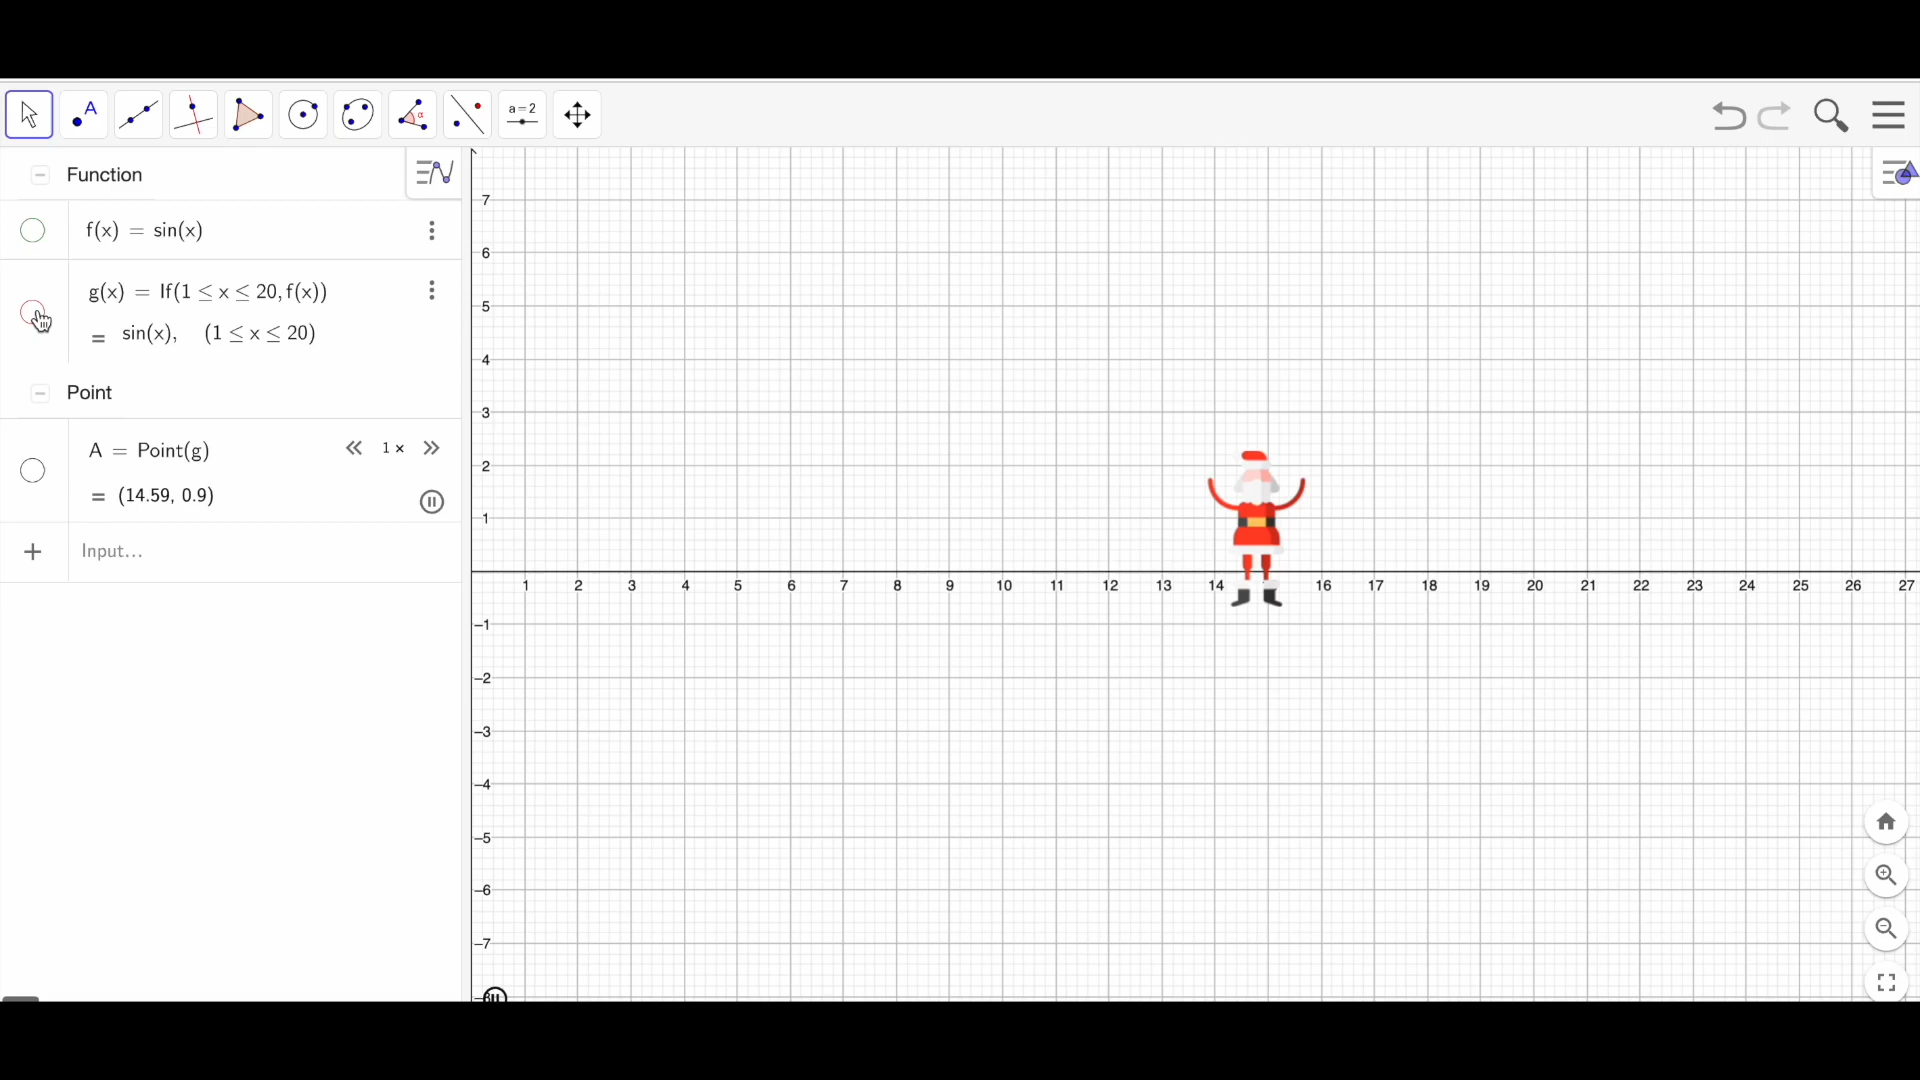 A
α
a = 2
Function
f(x) = sin(x)
g(x) = If(1 ≤ x ≤ 20, f(x))
= sin(x), (1 ≤ x ≤ 20)
Point
A = Point(g)
1 ×
= (14.59, 0.9)
+ Input...
7
6
5
4
3
2
1
1 2 3 4 5 6 7 8 9 10 11 12 13 14 16 17 18 19 20 21 22 23 24 25 26 27
−1
−2
−3
−4
−5
−6
−7